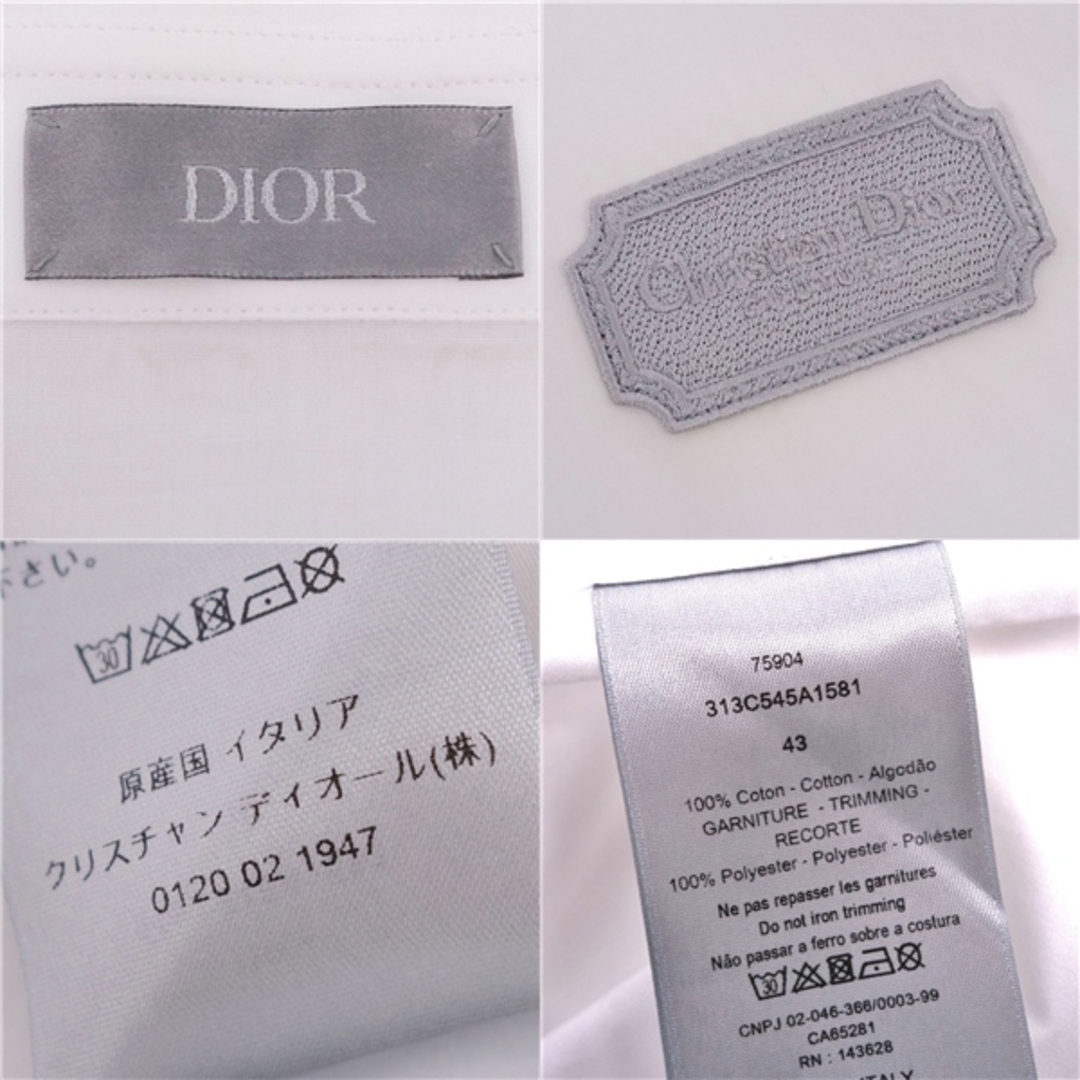 DIOR
Christian Dior
COUTURE
さい。
30
原産国 イタリア
クリスチャン ディオール(株)
0120 02 1947
75904
313C545A1581
43
100% Coton - Cotton - Algodão
GARNITURE - TRIMMING -
RECORTE
100% Polyester - Polyester - Poliéster
Ne pas repasser les garnitures
Do not iron trimming
Não passar a ferro sobre a costura
30
CNPJ 02-046-366/0003-99
CA65281
RN : 143628
ITALY